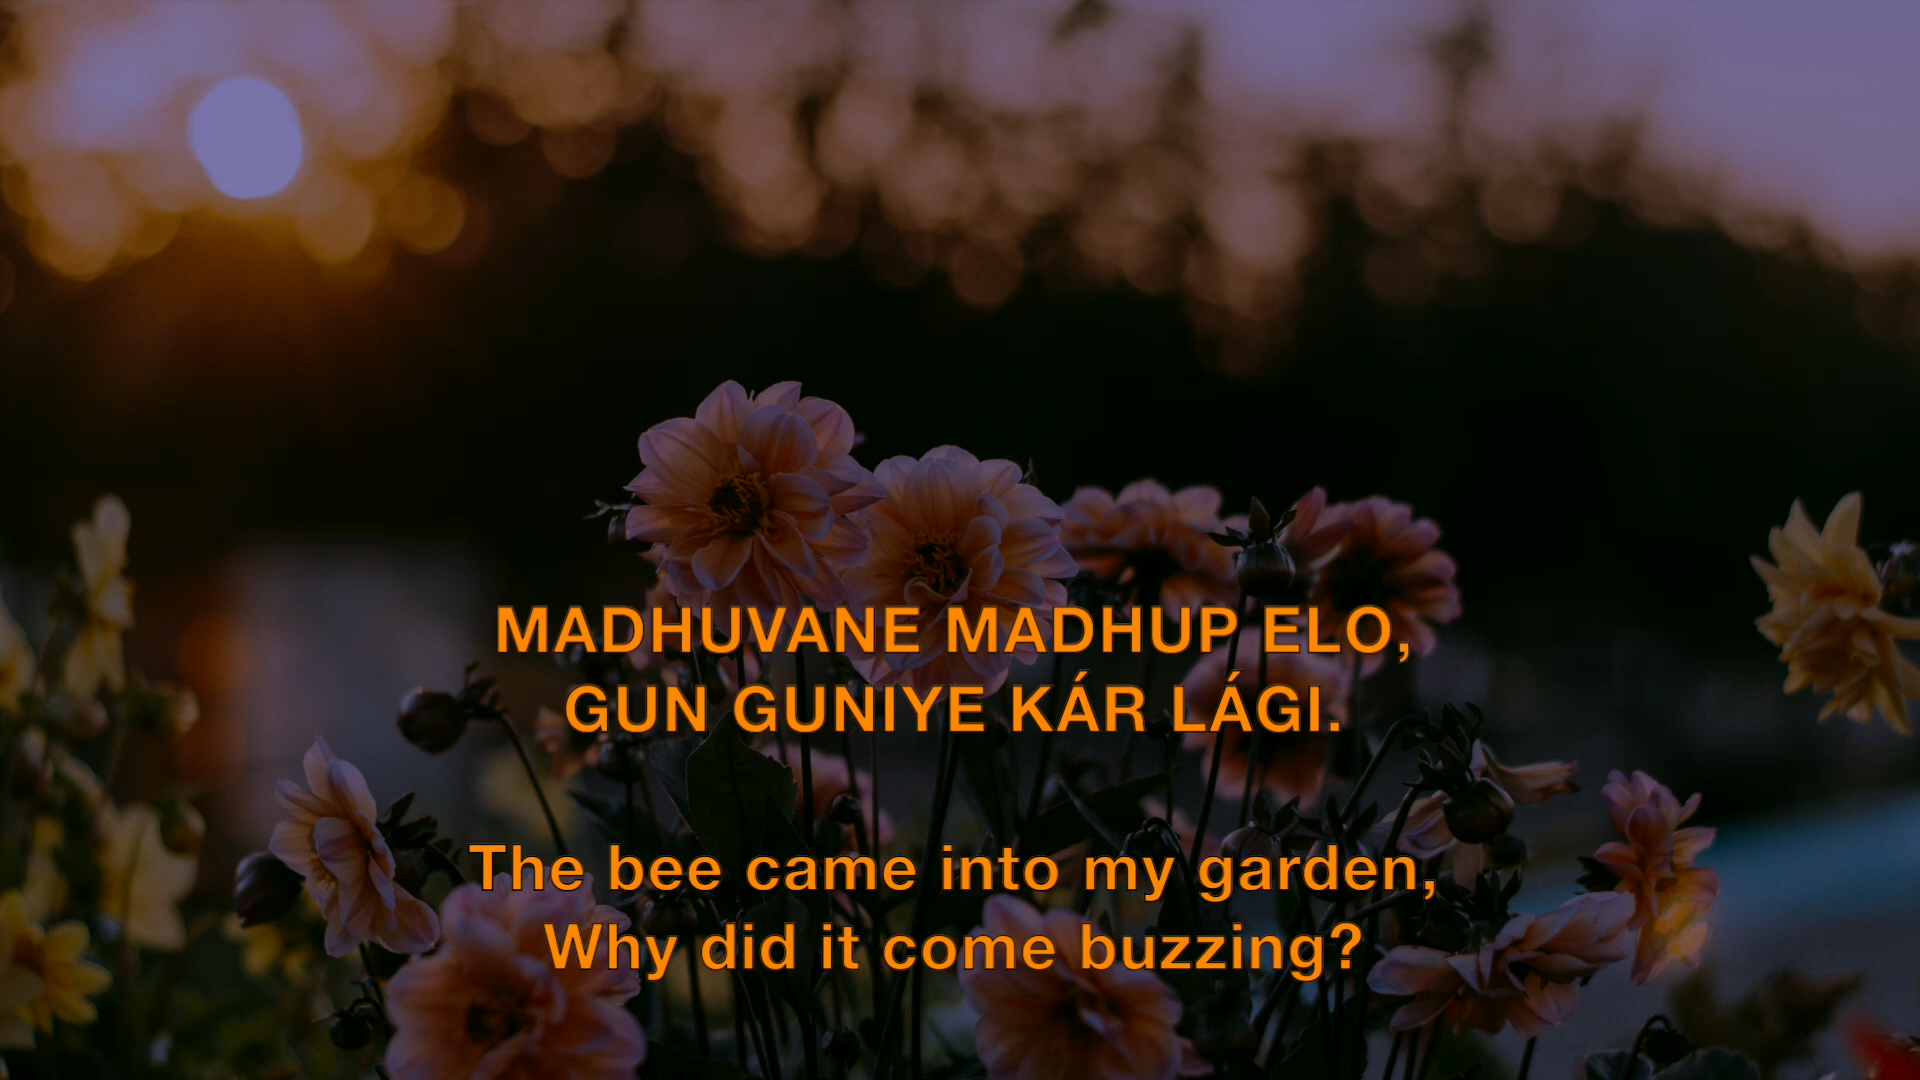 MADHUVANE MADHUP ELO,
GUN GUNIYE KÁR LÁGI.
The bee came into my garden,
Why did it come buzzing?